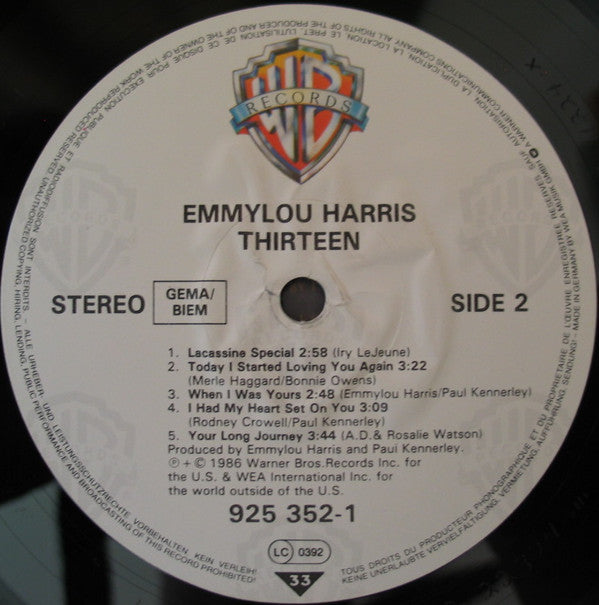 RECORDS
EMMYLOU HARRIS
THIRTEEN
STEREO
GEMA/
BIEM
SIDE 2
1. Lacassine Special 2:58 (Iry LeJeune)
2. Today I Started Loving You Again 3:22
(Merle Haggard/Bonnie Owens)
3. When I Was Yours 2:48 (Emmylou Harris/Paul Kennerley)
4. I Had My Heart Set On You 3:09
(Rodney Crowell/Paul Kennerley)
5. Your Long Journey 3:44 (A.D.& Rosalie Watson)
Produced by Emmylou Harris and Paul Kennerley.
℗ + © 1986 Warner Bros.Records Inc. for
the U.S. & WEA International Inc. for
the world outside of the U.S.
925 352-1
LC 0392
33
TOUS DROITS DU PRODUCTEUR PHONOGRAPHIQUE ET DU PROPRIETAIRE DE L'ŒUVRE ENREGISTREE RESERVES
SAUF AUTORISATION, LA DUPLICATION, LA LOCATION, LE PRET, L'UTILISATION DE CE DISQUE POUR EXECUTION PUBLIQUE ET RADIODIFFUSION SONT INTERDITS - ALLE URHEBER- UND LEISTUNGSSCHUTZRECHTE VORBEHALTEN. KEIN VERLEIH!
KEINE UNERLAUBTE VERVIELFÄLTIGUNG, VERMIETUNG, AUFFÜHRUNG, SENDUNG! - MADE IN GERMANY BY WEA MUSIK GMBH
A WARNER COMMUNICATIONS COMPANY ALL RIGHTS OF THE PRODUCER AND OF THE OWNER OF THE WORK REPRODUCED RESERVED. UNAUTHORIZED COPYING, HIRING, LENDING, PUBLIC PERFORMANCE AND BROADCASTING OF THIS RECORD PROHIBITED!